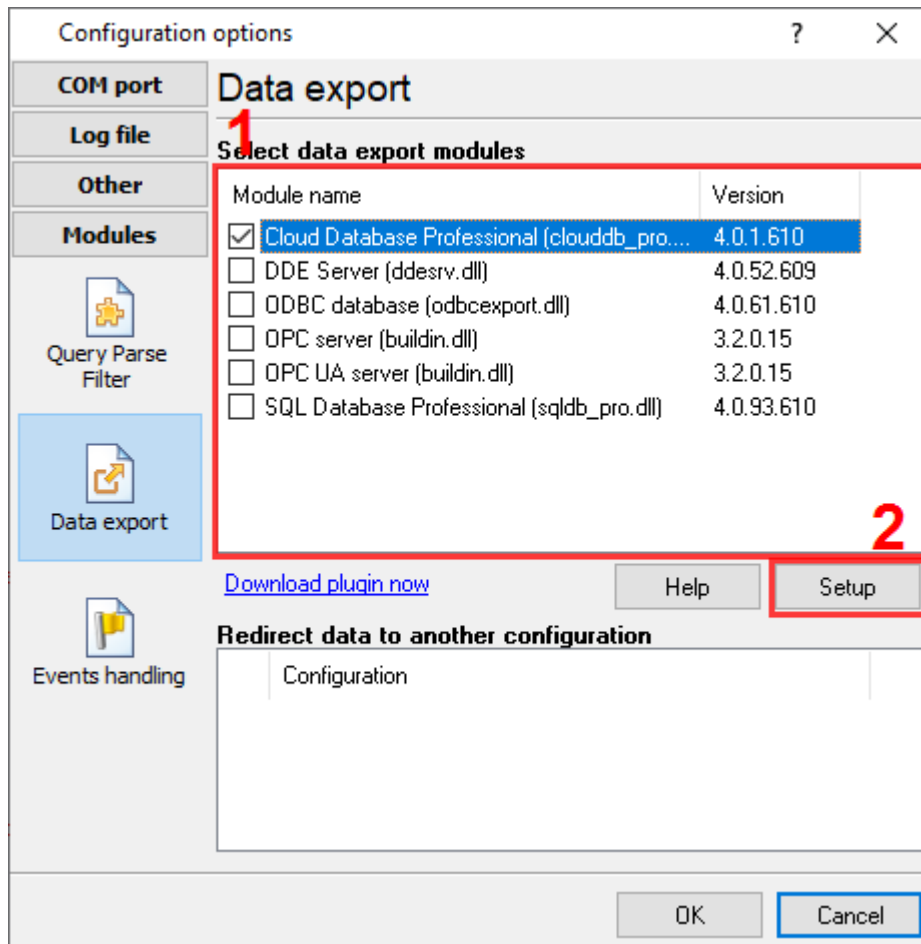 Configuration options ?
COM port
Log file
Other
Modules
Query Parse
Filter
Data export
Events handling
Data export
1
Select data export modules
Module name Version
Cloud Database Professional (clouddb_pro.... 4.0.1.610
DDE Server (ddesrv.dll) 4.0.52.609
ODBC database (odbcexport.dll) 4.0.61.610
OPC server (buildin.dll) 3.2.0.15
OPC UA server (buildin.dll) 3.2.0.15
SQL Database Professional (sqldb_pro.dll) 4.0.93.610
2
Download plugin now Help Setup
Redirect data to another configuration
Configuration
OK Cancel